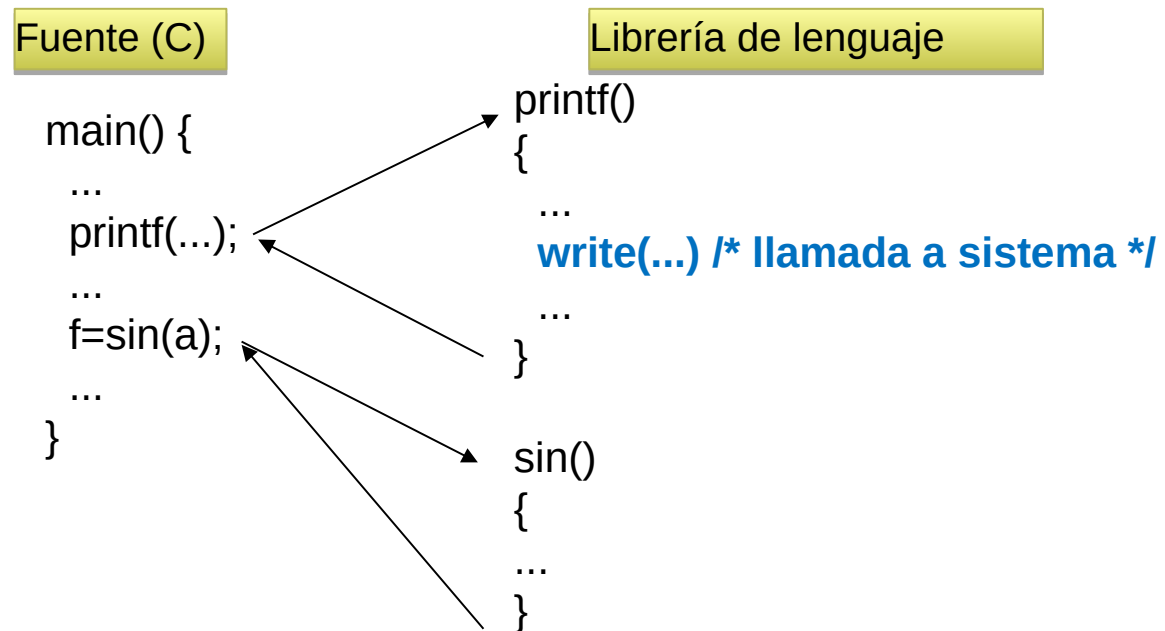 Fuente (C)
main() {
...
printf(...);
...
f=sin(a);
...
}
Librería de lenguaje
printf()
{
...
write(...) /* llamada a sistema */
...
}
sin()
{
...
}